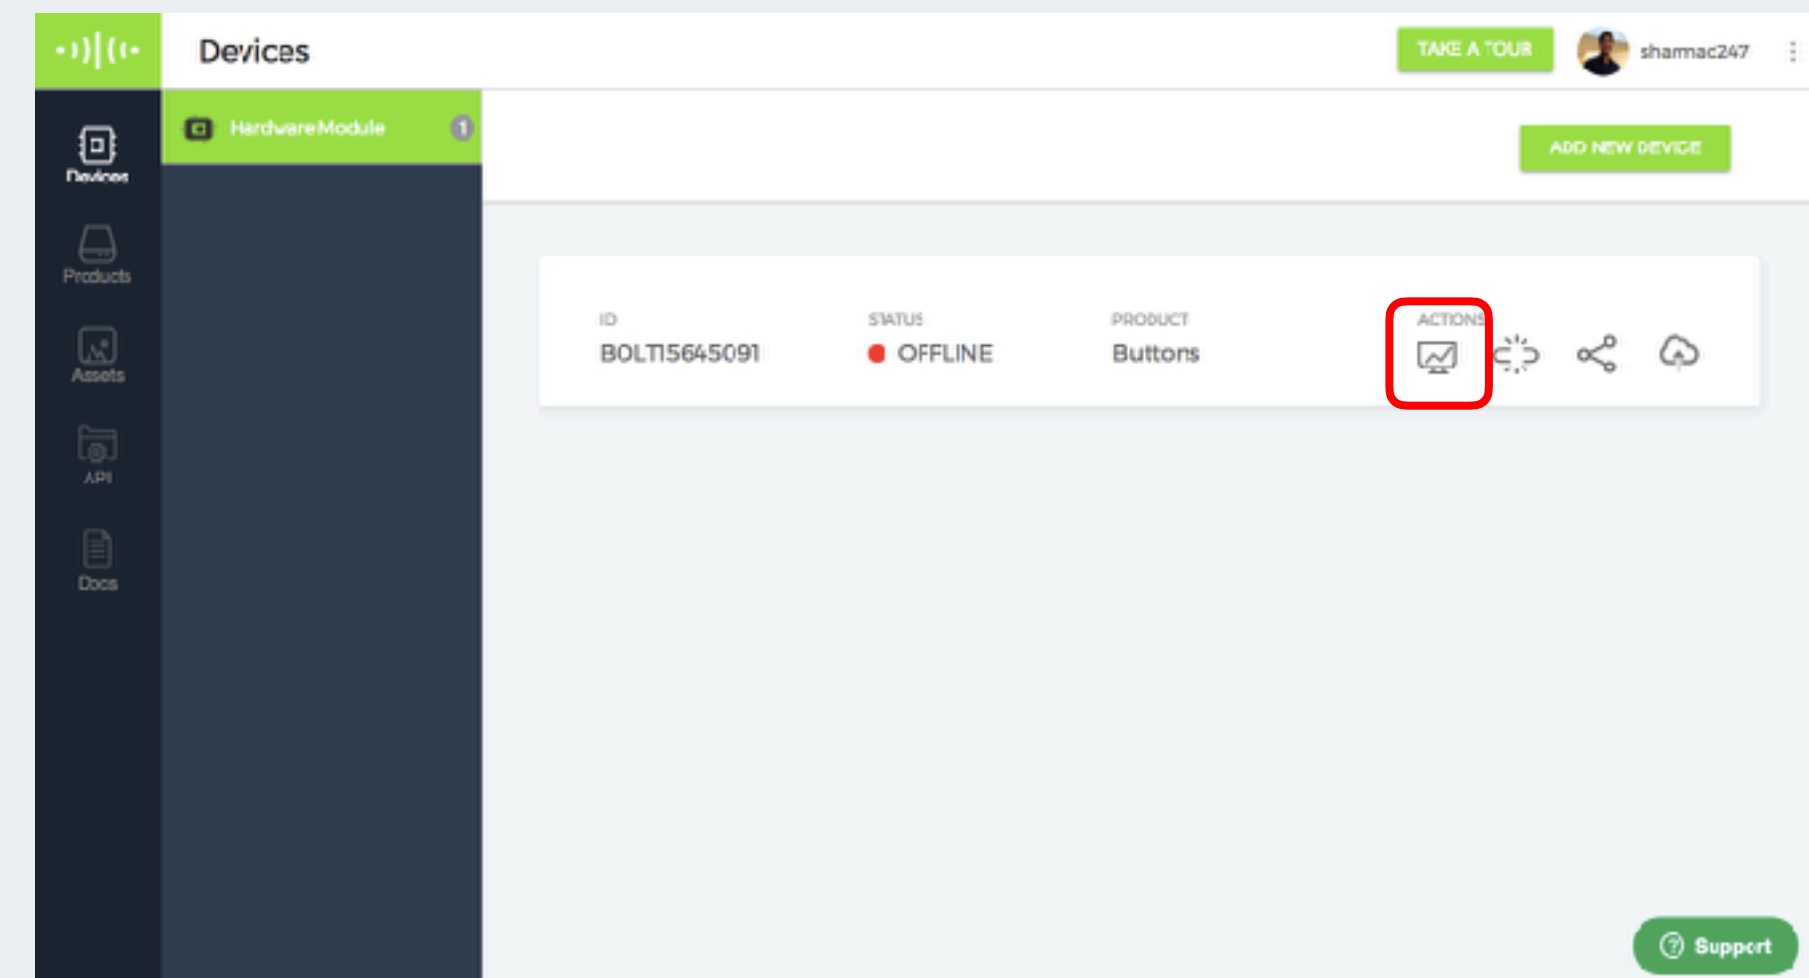 Devices
TAKE A TOUR
sharmac247
Devices
HardwareModule 1
ADD NEW DEVICE
Products
Assets
API
Docs
ID STATUS PRODUCT ACTIONS
BOLT15645091 OFFLINE Buttons
Support